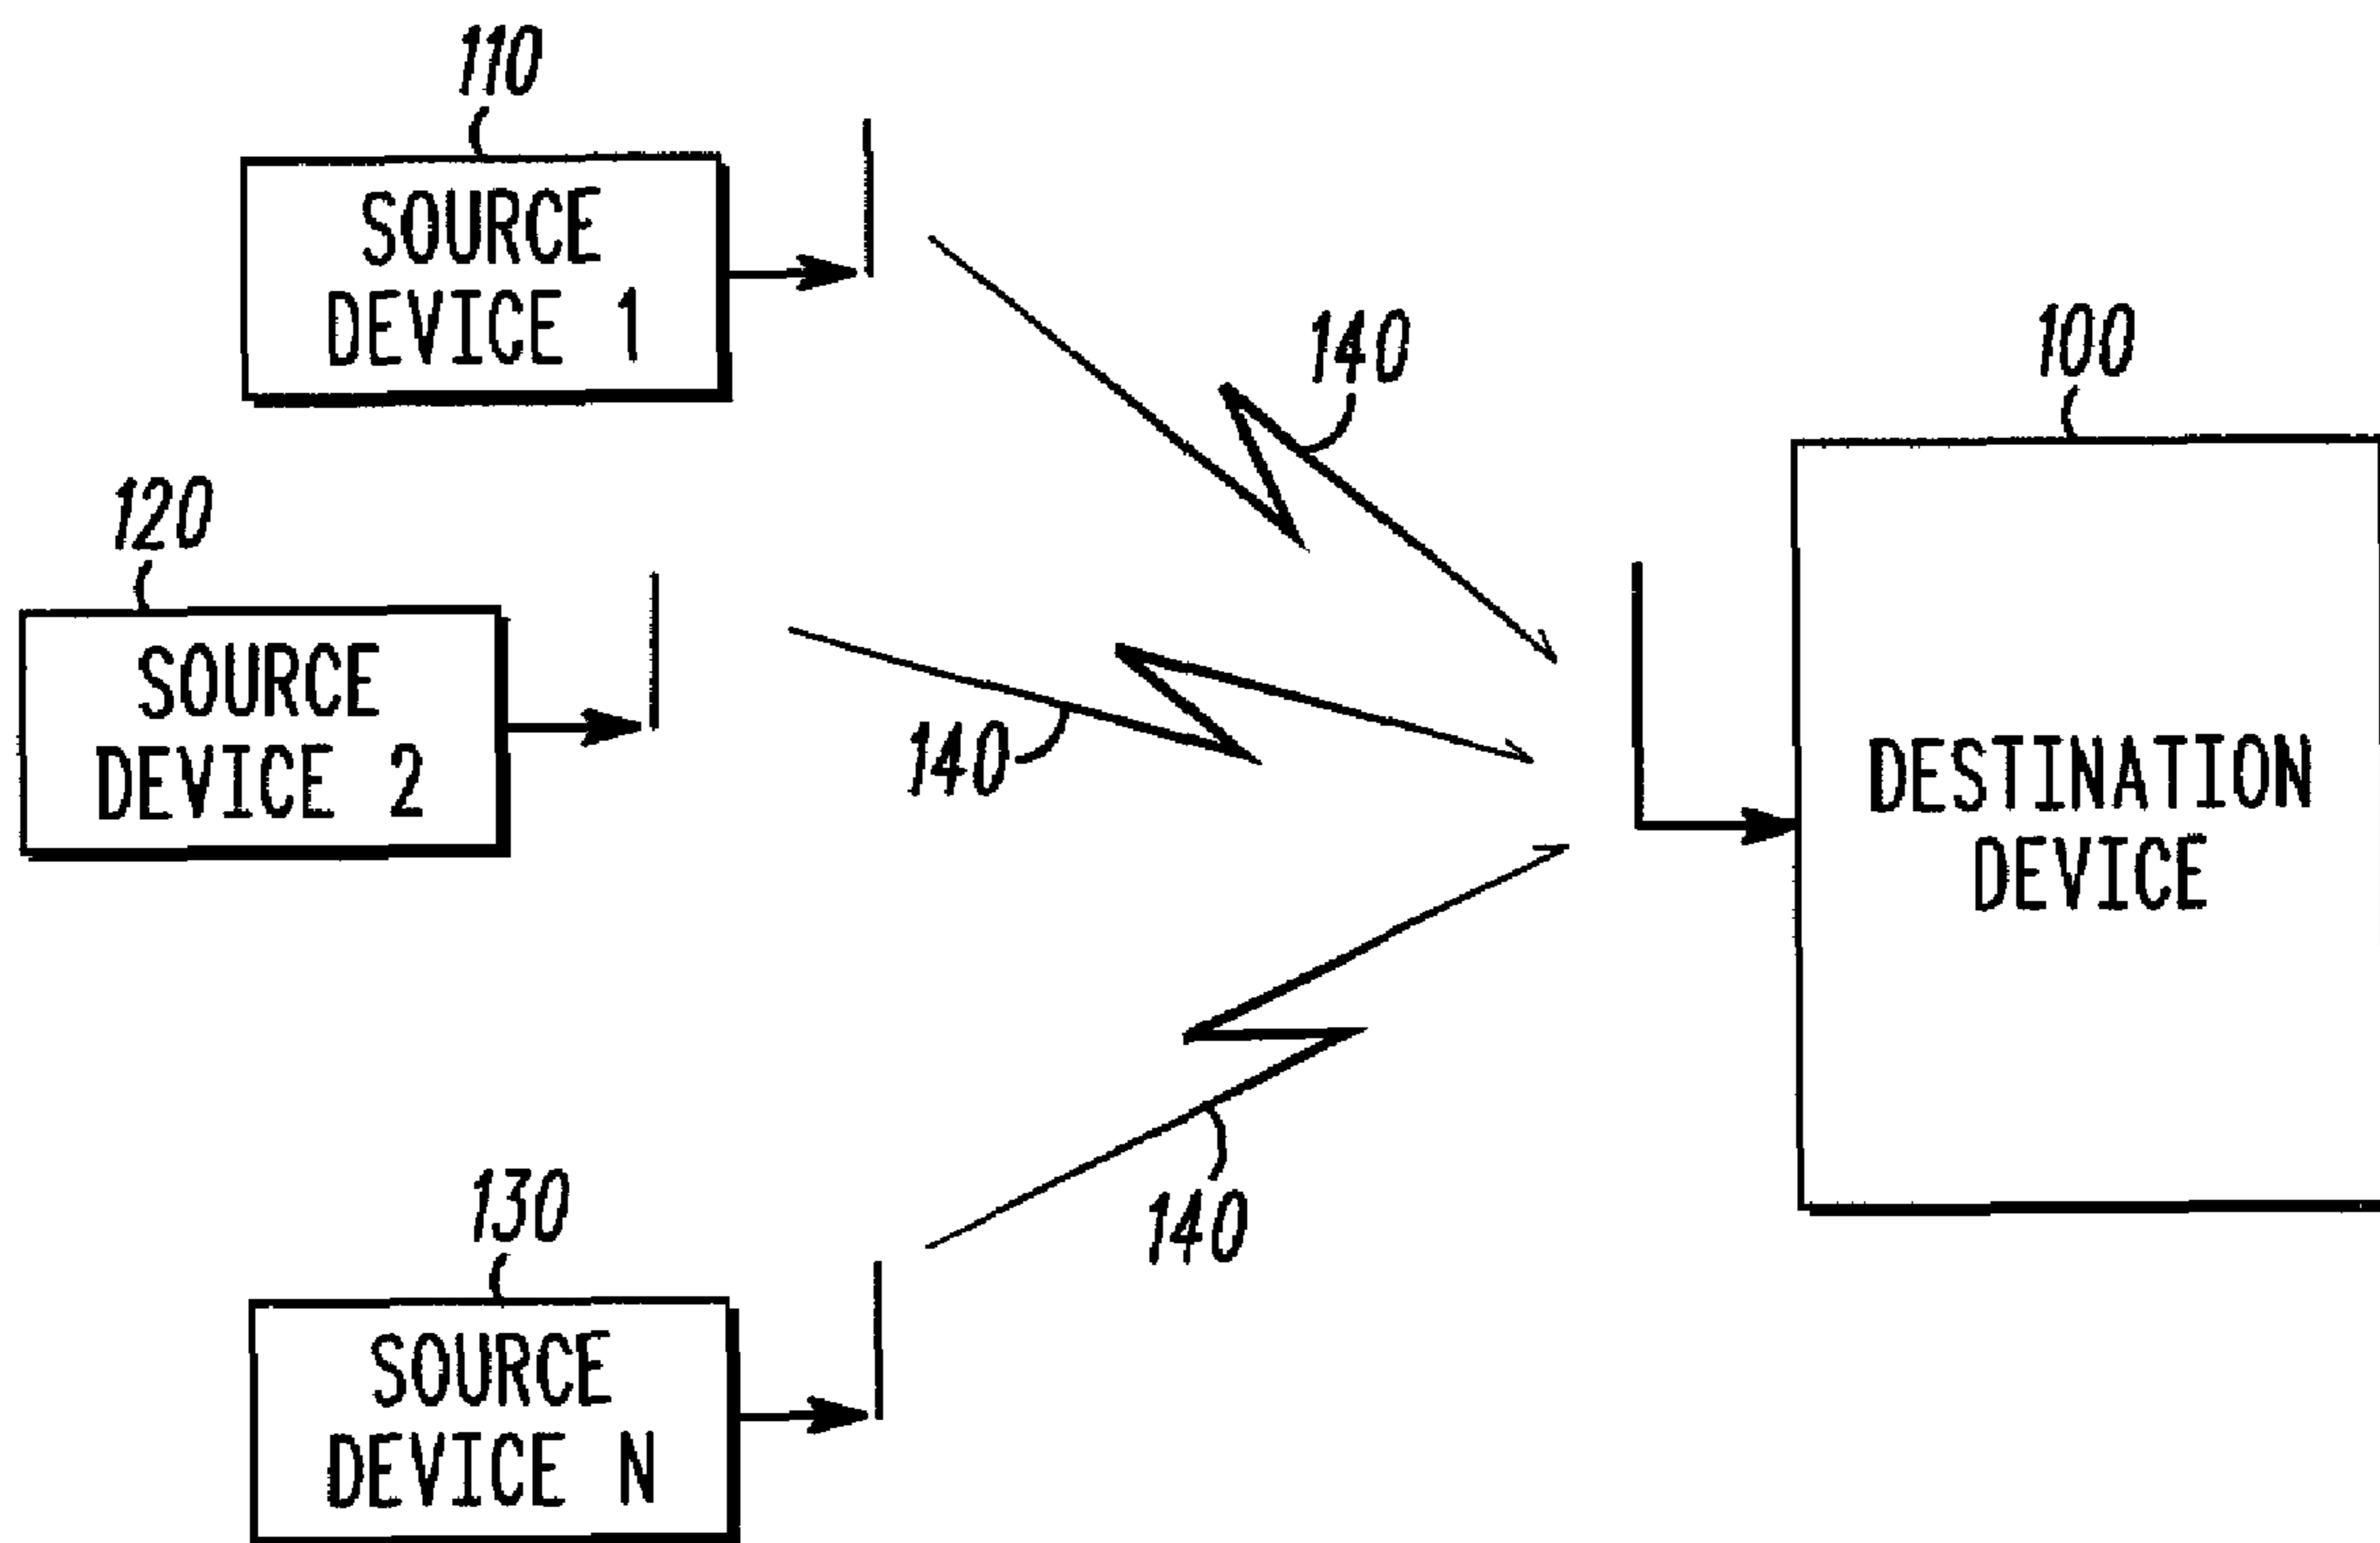 110
SOURCE
DEVICE 1
140
100
120
SOURCE
DEVICE 2
140
DESTINATION
DEVICE
130
140
SOURCE
DEVICE N